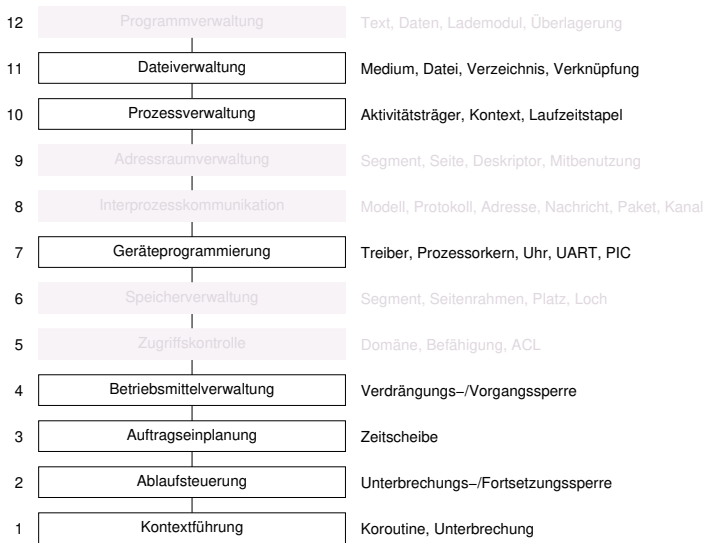 12 Programmverwaltung Text, Daten, Lademodul, Überlagerung
11 Dateiverwaltung Medium, Datei, Verzeichnis, Verknüpfung
10 Prozessverwaltung Aktivitätsträger, Kontext, Laufzeitstapel
9 Adressraumverwaltung Segment, Seite, Deskriptor, Mitbenutzung
8 Interprozesskommunikation Modell, Protokoll, Adresse, Nachricht, Paket, Kanal
7 Geräteprogrammierung Treiber, Prozessorkern, Uhr, UART, PIC
6 Speicherverwaltung Segment, Seitenrahmen, Platz, Loch
5 Zugriffskontrolle Domäne, Befähigung, ACL
4 Betriebsmittelverwaltung Verdrängungs−/Vorgangssperre
3 Auftragseinplanung Zeitscheibe
2 Ablaufsteuerung Unterbrechungs−/Fortsetzungssperre
1 Kontextführung Koroutine, Unterbrechung